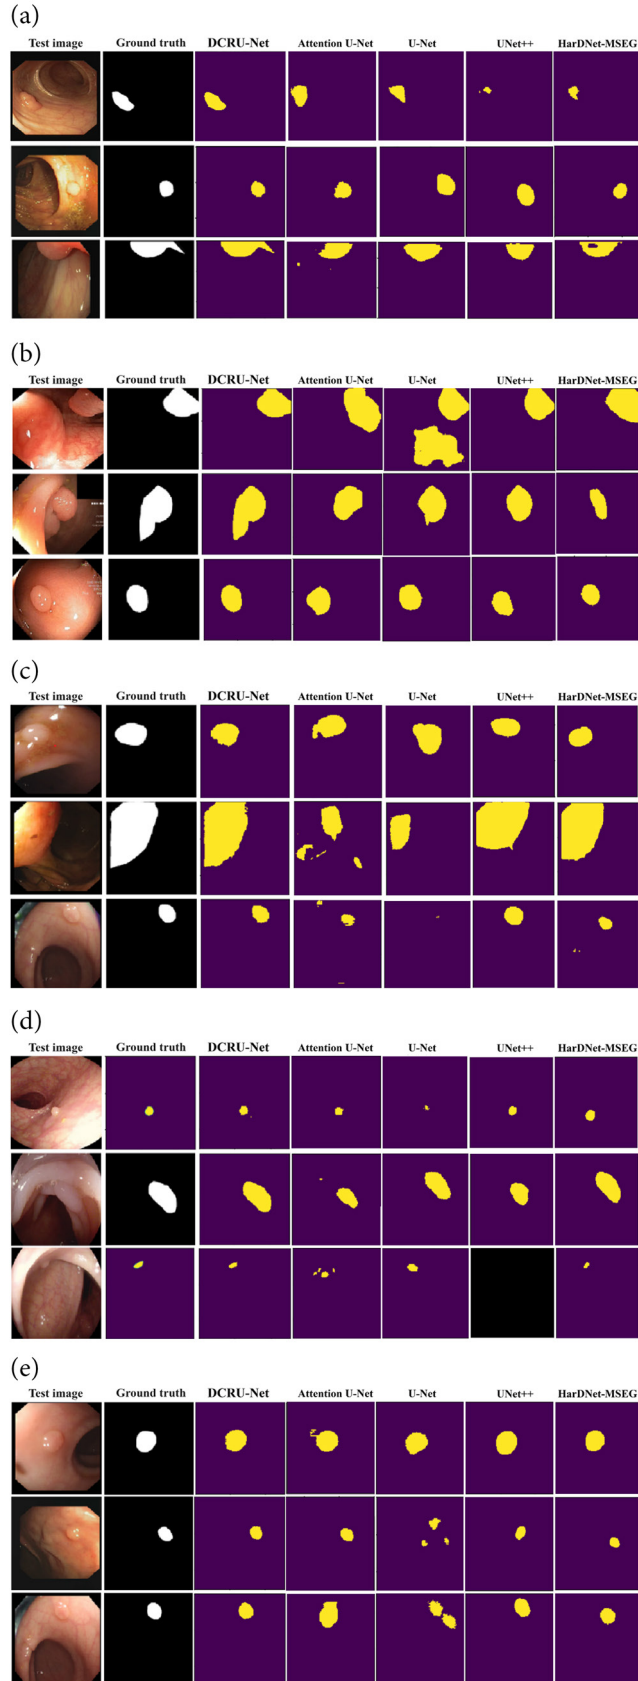 (a)
Test image Ground truth DCRU-Net Attention U-Net U-Net UNet++ HarDNet-MSEG
(b)
Test image Ground truth DCRU-Net Attention U-Net U-Net UNet++ HarDNet-MSEG
(c)
Test image Ground truth DCRU-Net Attention U-Net U-Net UNet++ HarDNet-MSEG
(d)
Test image Ground truth DCRU-Net Attention U-Net U-Net UNet++ HarDNet-MSEG
(e)
Test image Ground truth DCRU-Net Attention U-Net U-Net UNet++ HarDNet-MSEG